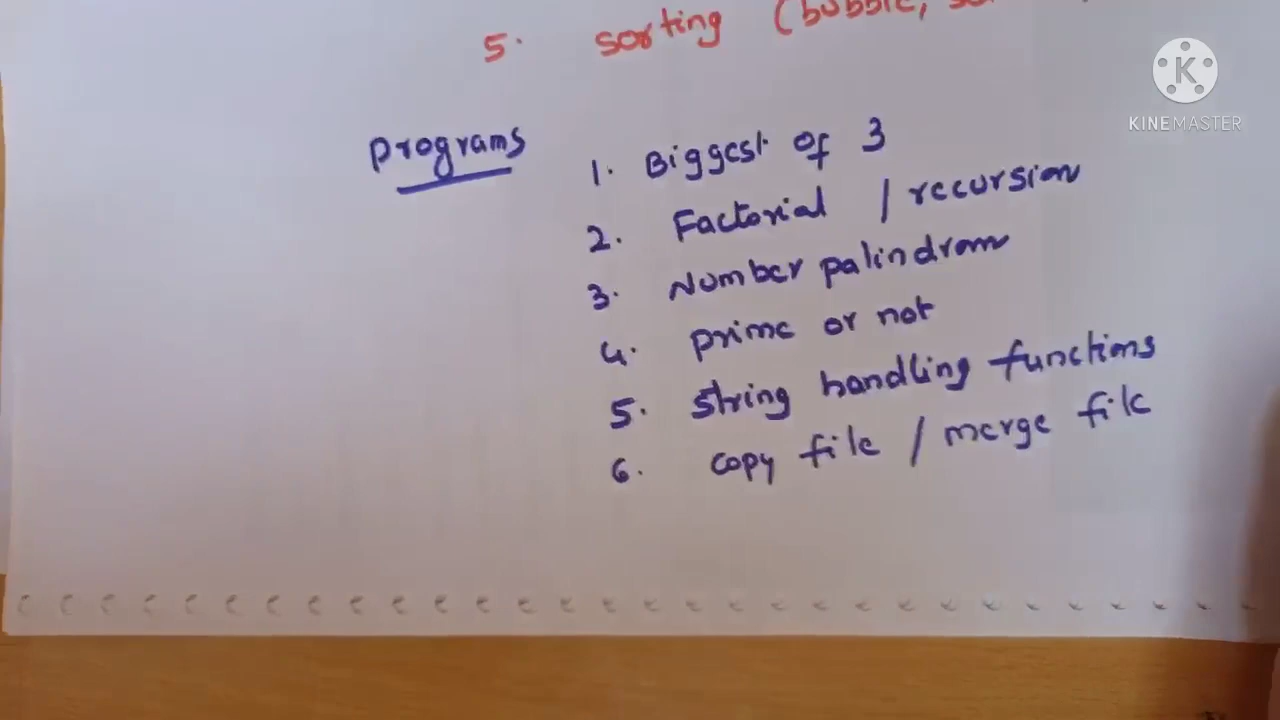 5. sorting (bubble,
programs
1. Biggest of 3
2. Factorial / recursion
3. Number palindrom
4. prime or not
5. string handling functions
6. copy file / merge file
KINEMASTER